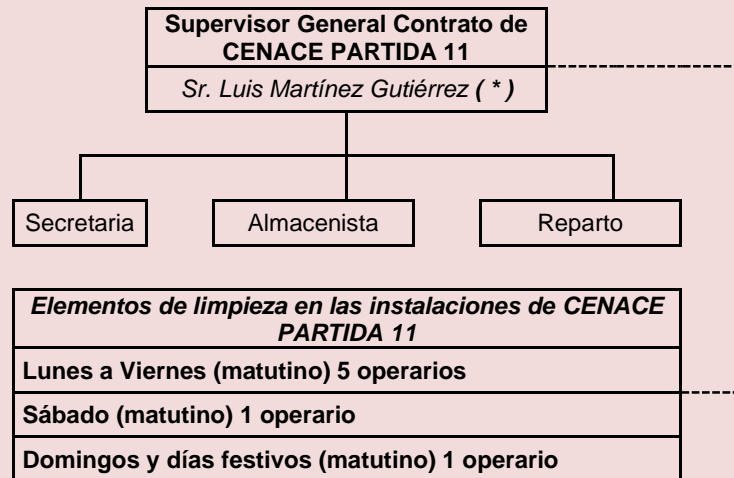 Supervisor General Contrato de
CENACE PARTIDA 11
Sr. Luis Martínez Gutiérrez ( * )
Secretaria
Almacenista
Reparto
Elementos de limpieza en las instalaciones de CENACE
PARTIDA 11
Lunes a Viernes (matutino) 5 operarios
Sábado (matutino) 1 operario
Domingos y días festivos (matutino) 1 operario